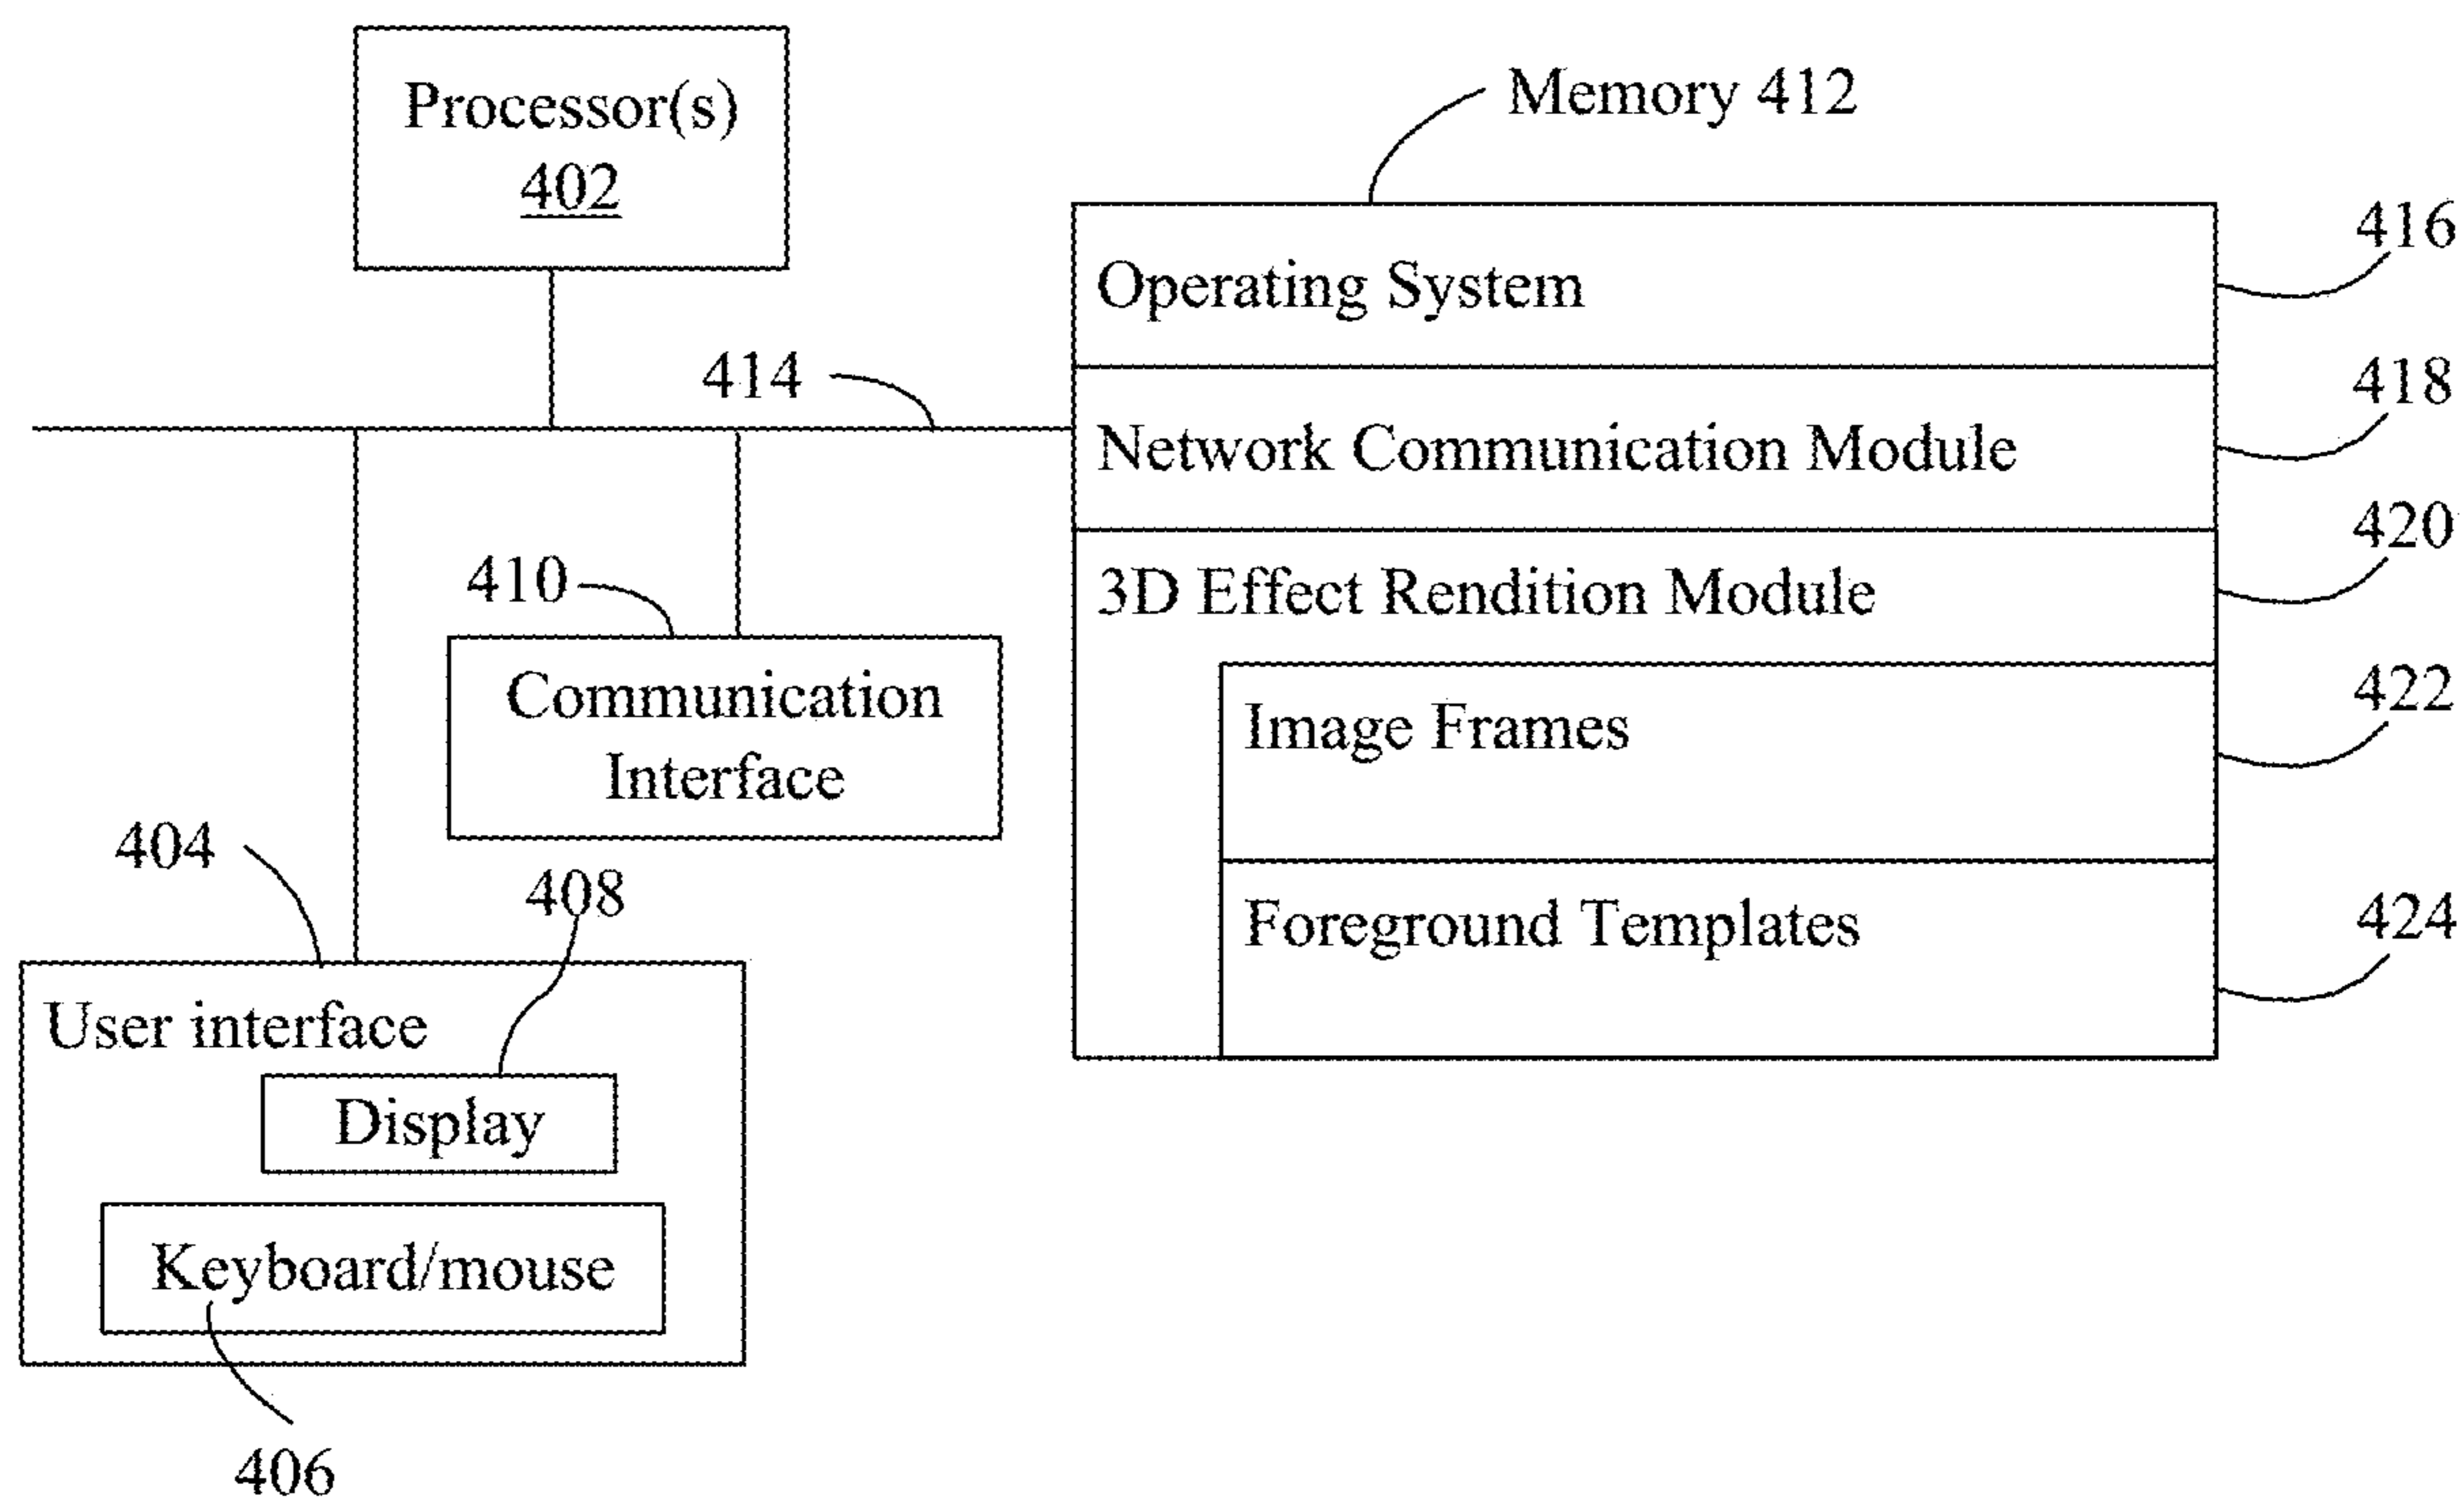 Processor(s)
402
Memory 412
416
Operating System
414
418
Network Communication Module
420
3D Effect Rendition Module
410
Communication
Interface
422
Image Frames
404
408
424
Foreground Templates
User interface
Display
Keyboard/mouse
406